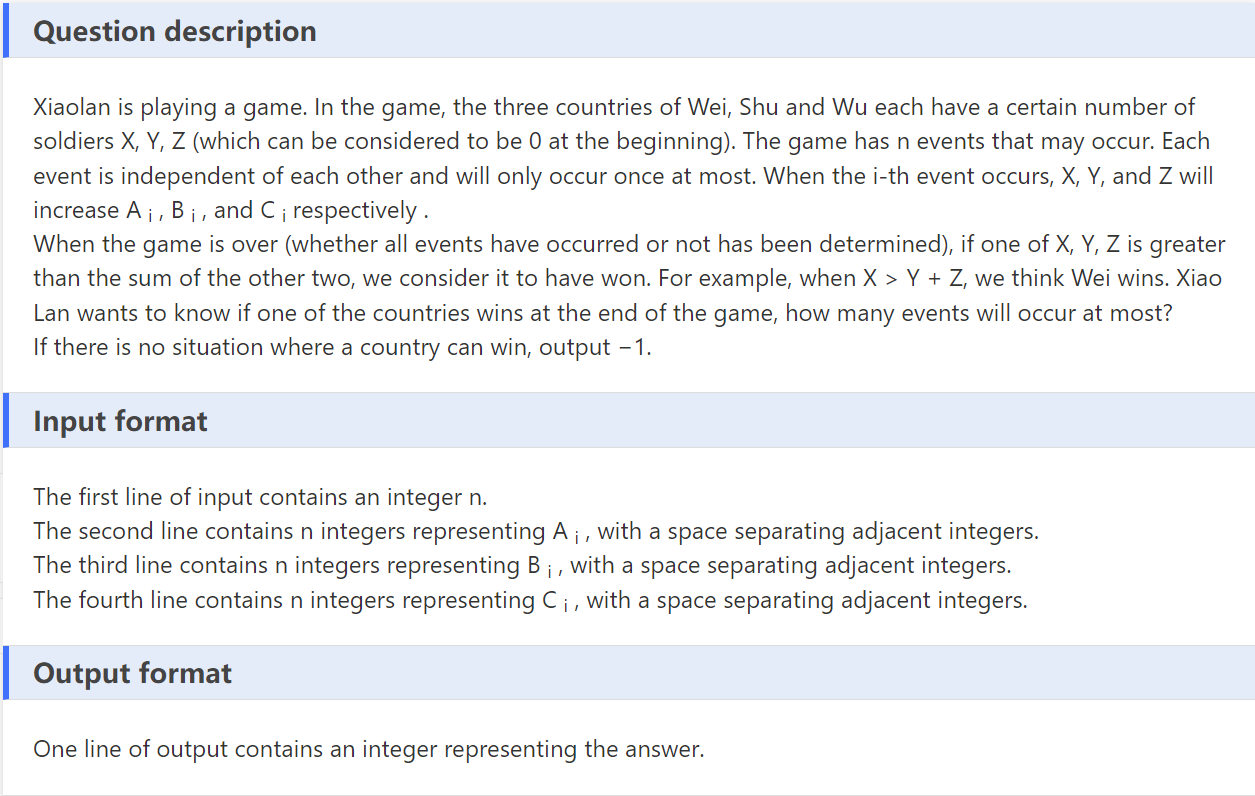 Question description
Xiaolan is playing a game. In the game, the three countries of Wei, Shu and Wu each have a certain number of
soldiers X, Y, Z (which can be considered to be 0 at the beginning). The game has n events that may occur. Each
event is independent of each other and will only occur once at most. When the i-th event occurs, X, Y, and Z will
increase A i , B i , and C i respectively .
When the game is over (whether all events have occurred or not has been determined), if one of X, Y, Z is greater
than the sum of the other two, we consider it to have won. For example, when X > Y + Z, we think Wei wins. Xiao
Lan wants to know if one of the countries wins at the end of the game, how many events will occur at most?
If there is no situation where a country can win, output −1.
Input format
The first line of input contains an integer n.
The second line contains n integers representing A i , with a space separating adjacent integers.
The third line contains n integers representing B i , with a space separating adjacent integers.
The fourth line contains n integers representing C i , with a space separating adjacent integers.
Output format
One line of output contains an integer representing the answer.